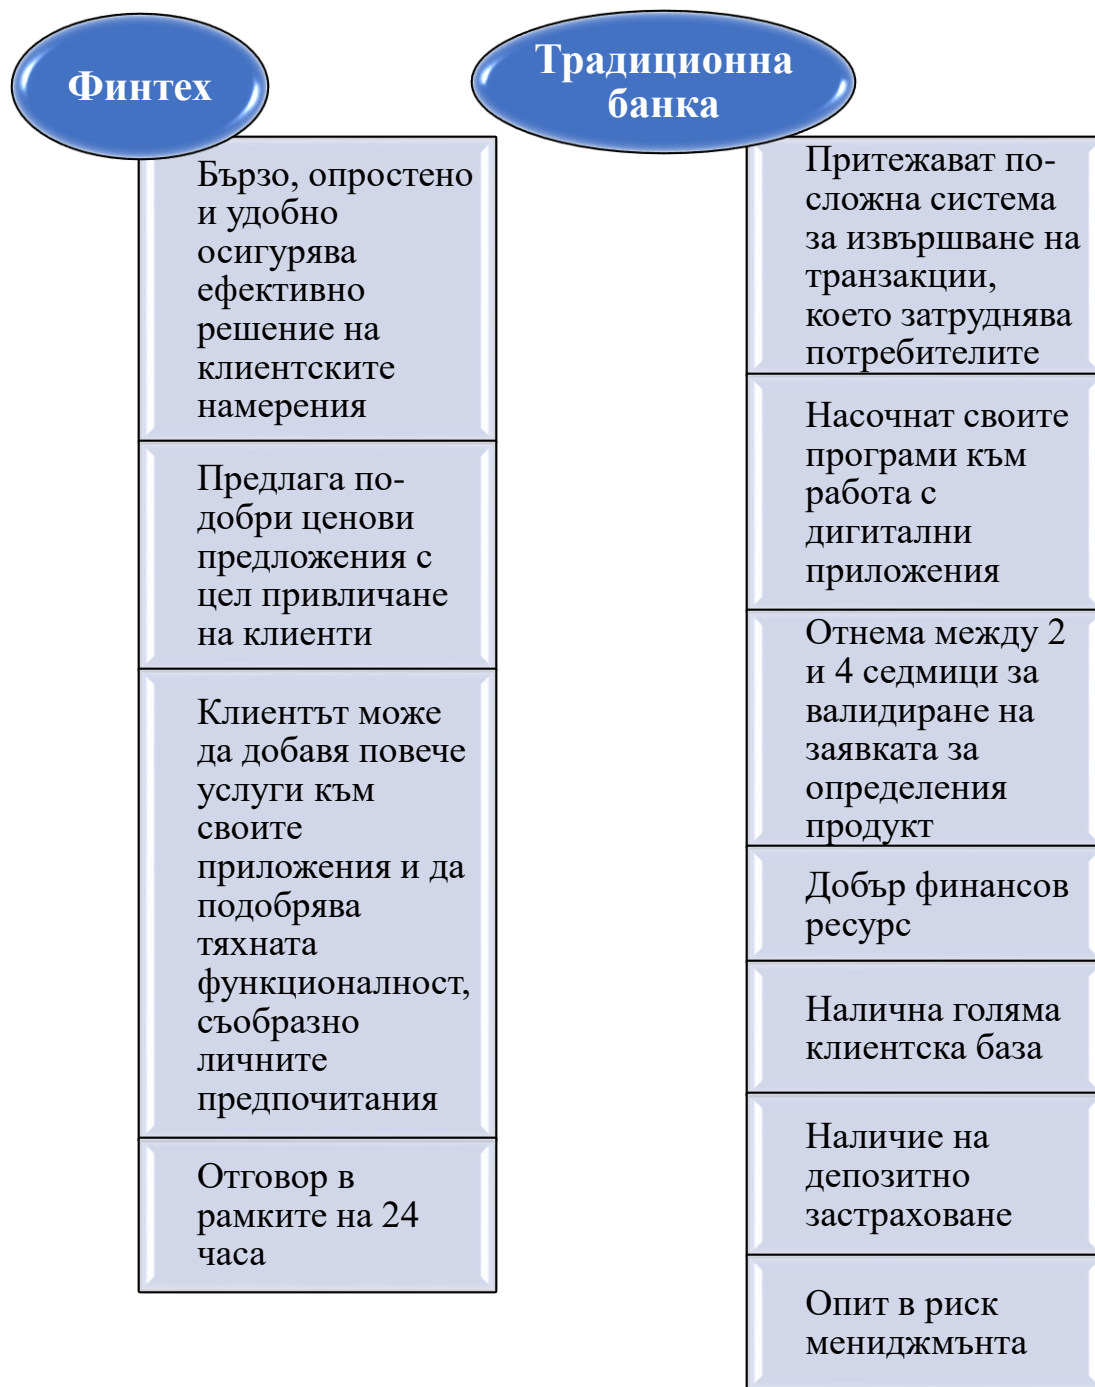 Финтех
Бързо, опростено
и удобно
осигурява
ефективно
решение на
клиентските
намерения
Предлага по-
добри ценови
предложения с
цел привличане
на клиенти
Клиентът може
да добавя повече
услуги към
своите
приложения и да
подобрява
тяхната
функционалност,
съобразно
личните
предпочитания
Отговор в
рамките на 24
часа
Традиционна
банка
Притежават по-
сложна система
за извършване на
транзакции,
което затруднява
потребителите
Насочнат своите
програми към
работа с
дигитални
приложения
Отнема между 2
и 4 седмици за
валидиране на
заявката за
определения
продукт
Добър финансов
ресурс
Налична голяма
клиентска база
Наличие на
депозитно
застраховане
Опит в риск
мениджмънта